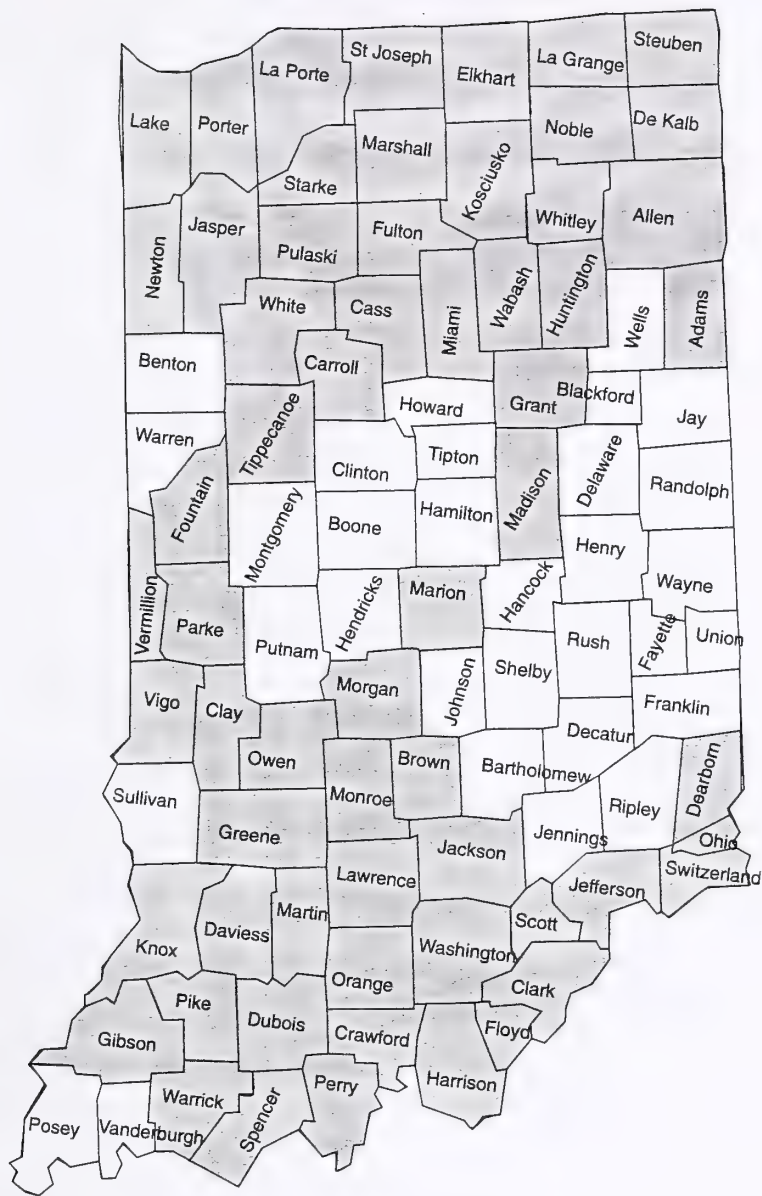 St Joseph
La Porte
Elkhart
La Grange
Steuben
Lake
Porter
Marshall
Noble
De Kalb
Starke
Kosciusko
Whitley
Allen
Newton
Jasper
Pulaski
Fulton
White
Cass
Miami
Wabash
Huntington
Wells
Adams
Benton
Carroll
Howard
Grant
Blackford
Jay
Warren
Tippecanoe
Clinton
Tipton
Madison
Delaware
Randolph
Fountain
Montgomery
Boone
Hamilton
Henry
Wayne
Vermillion
Parke
Putnam
Hendricks
Marion
Hancock
Rush
Fayette
Union
Vigo
Clay
Morgan
Johnson
Shelby
Franklin
Owen
Brown
Bartholomew
Decatur
Dearborn
Sullivan
Greene
Monroe
Jackson
Jennings
Ripley
Ohio
Lawrence
Jefferson
Switzerland
Knox
Daviess
Martin
Washington
Scott
Orange
Clark
Gibson
Pike
Dubois
Crawford
Floyd
Harrison
Posey
Vanderburgh
Warrick
Spencer
Perry